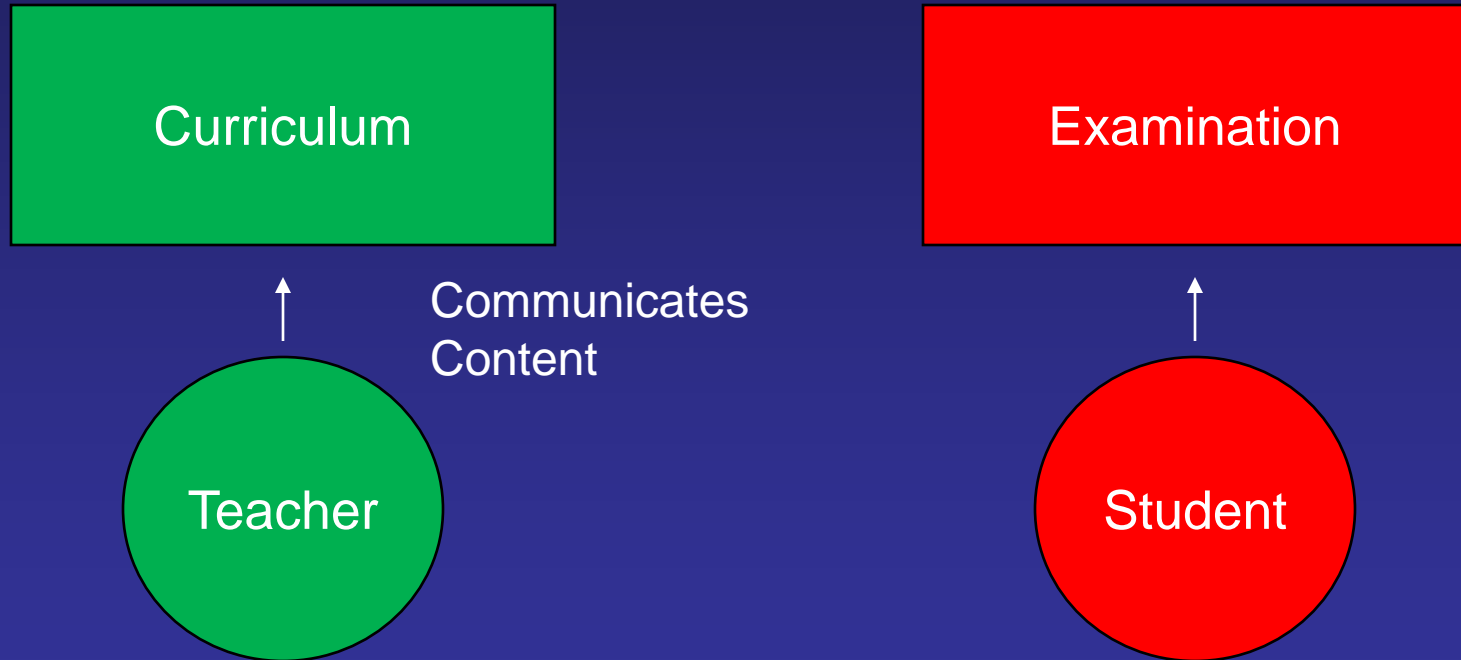 Curriculum
Examination
Communicates
Content
Teacher
Student